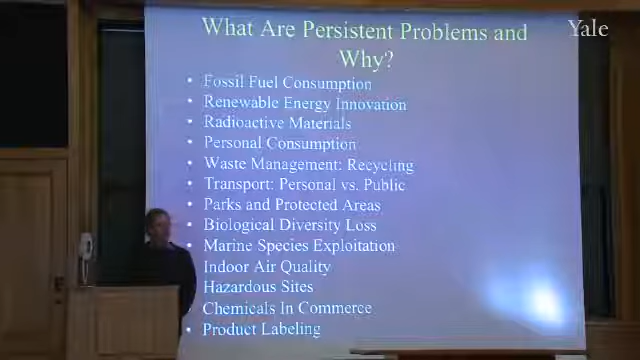 What Are Persistent Problems and
Yale
Why?
• Fossil Fuel Consumption
• Renewable Energy Innovation
• Radioactive Materials
• Personal Consumption
• Waste Management: Recycling
• Transport: Personal vs. Public
• Parks and Protected Areas
• Biological Diversity Loss
• Marine Species Exploitation
Indoor Air Quality
Hazardous Sites
Chemicals In Commerce
• Product Labeling